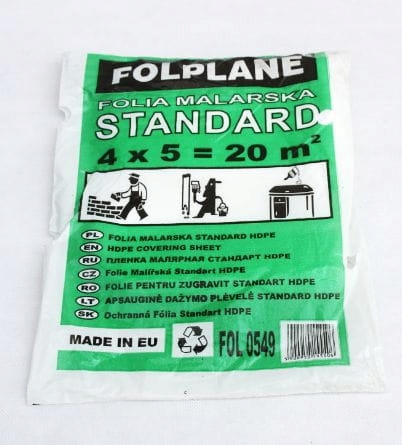 FOLPLANE
FOLIA MALARSKA
STANDARD
4 x 5 = 20 m²
PL FOLIA MALARSKA STANDARD HDPE
EN HDPE COVERING SHEET
RU ПЛЕНКА МАЛЯРНАЯ СТАНДАРТ HDPE
CZ Folie Malířská Standart HDPE
RO FOLIE PENTRU ZUGRAVIT STANDART HDPE
LT APSAUGINĖ DAŽYMO PLĖVELĖ STANDARD HDPE
SK Ochranná Fólia Standart HDPE
MADE IN EU
FOL 0549